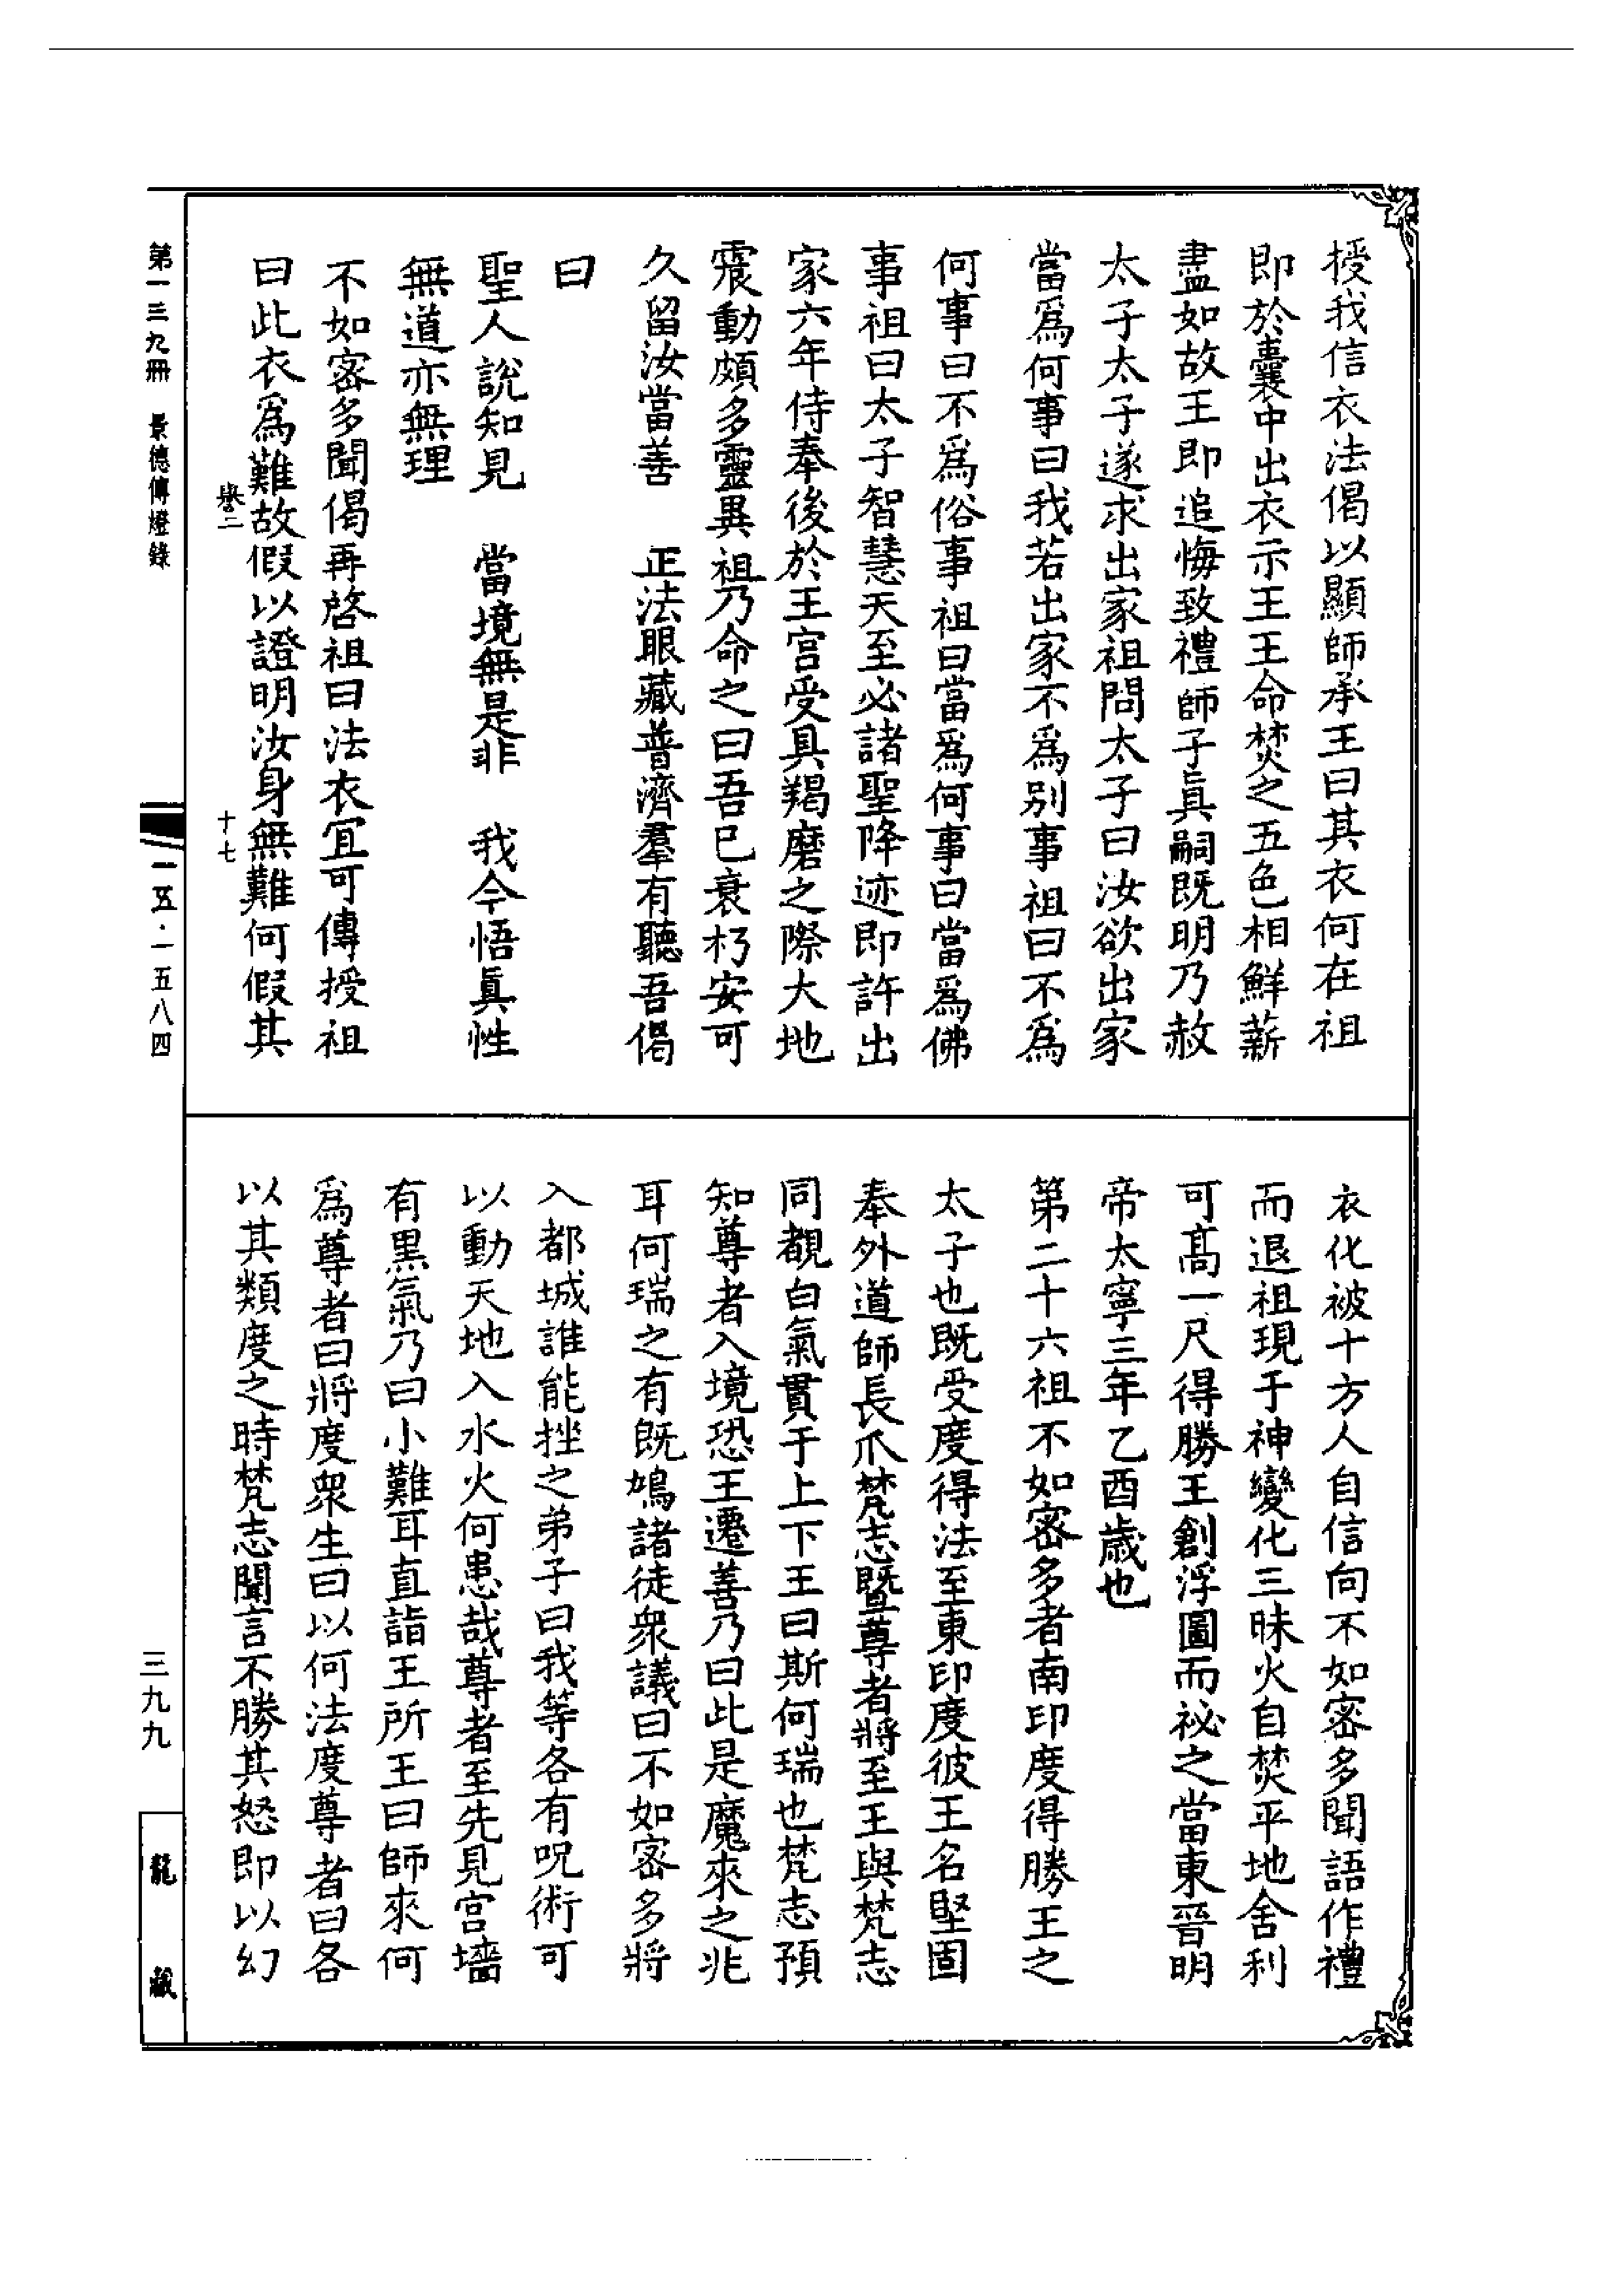 授我信衣法偈以顯師承王曰其衣何在祖
即於囊中出衣示王王命焚之五色相鮮薪
盡如故王即追悔致禮師子真嗣既明乃赦
太子太子遂求出家祖問太子曰汝欲出家
當爲何事曰我若出家不爲別事祖曰不爲
何事曰不爲俗事祖曰當爲何事曰當爲佛
事祖曰太子智慧天至必諸聖降迹即許出
家六年侍奉後於王宮受具羯磨之際大地
震動頗多靈異祖乃命之曰吾已衰朽安可
久留汝當善　正法眼藏普濟羣有聽吾偈
曰
聖人說知見　當境無是非　我今悟眞性
無道亦無理
不如密多聞偈再啓祖曰法衣宜可傳授祖
曰此衣爲難故假以證明汝身無難何假其
卷二　十七
衣化被十方人自信向不如密多聞語作禮
而退祖現于神變化三昧火自焚平地舍利
可高一尺得勝王創浮圖而祕之當東晉明
帝太寧三年乙酉歲也
第二十六祖不如密多者南印度得勝王之
太子也既受度得法至東印度彼王名堅固
奉外道師長爪梵志暨尊者將至王與梵志
同覩白氣貫于上下王曰斯何瑞也梵志預
知尊者入境恐王遷善乃曰此是魔來之兆
耳何瑞之有既鳩諸徒衆議曰不如密多將
入都城誰能挫之弟子曰我等各有呪術可
以動天地入水火何患哉尊者至先見宮墻
有黑氣乃曰小難耳直詣王所王曰師來何
爲尊者曰將度衆生曰以何法度尊者曰各
以其類度之時梵志聞言不勝其怒即以幻
第一三九冊　景德傳燈錄
一五·一五八四
三九九
龍藏